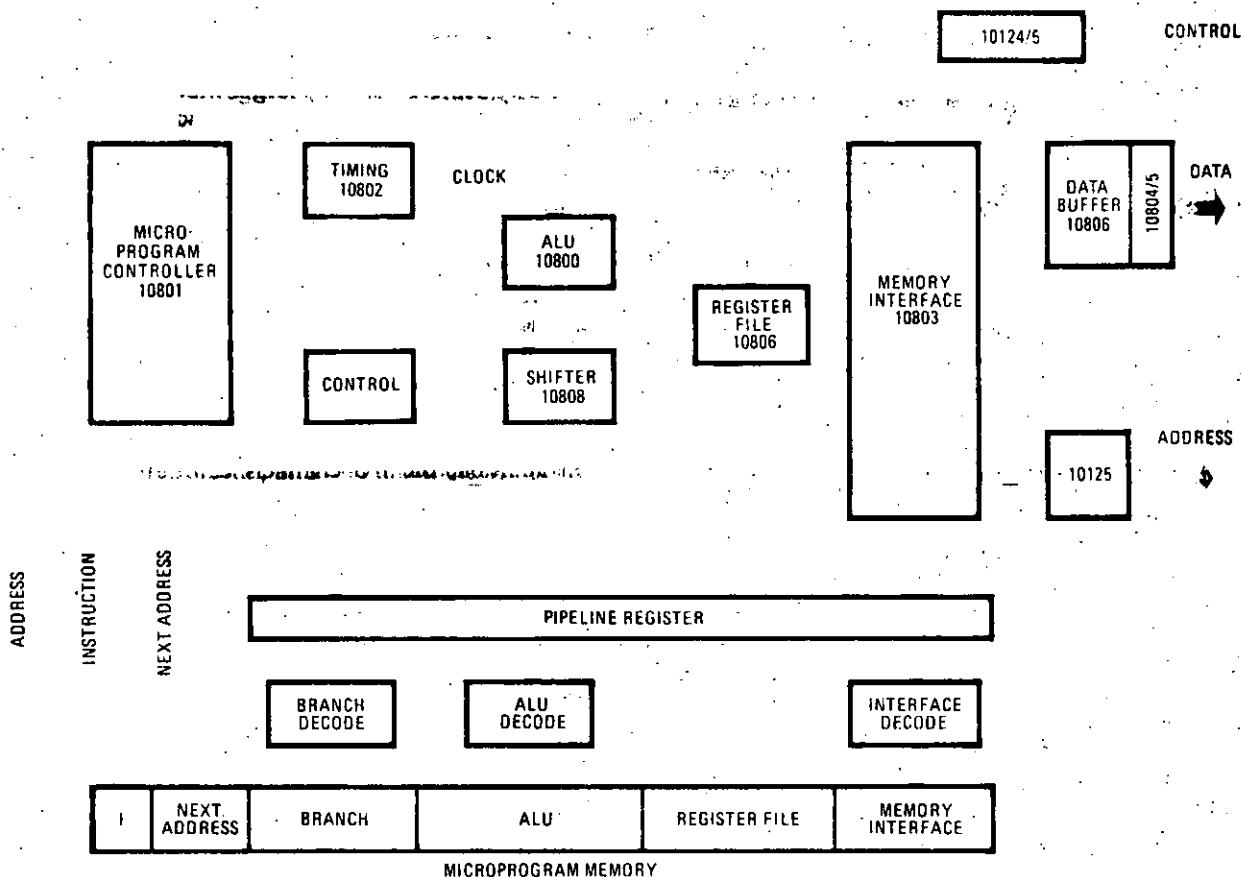 10124/5
CONTROL
MICRO-
PROGRAM
CONTROLLER
10801
TIMING
10802
CLOCK
ALU
10800
CONTROL
SHIFTER
10808
REGISTER
FILE
10806
MEMORY
INTERFACE
10803
DATA
BUFFER
10806
10804/5
DATA
10125
ADDRESS
ADDRESS
INSTRUCTION
NEXT ADDRESS
PIPELINE REGISTER
BRANCH
DECODE
ALU
DECODE
INTERFACE
DECODE
I
NEXT
ADDRESS
BRANCH
ALU
REGISTER FILE
MEMORY
INTERFACE
MICROPROGRAM MEMORY